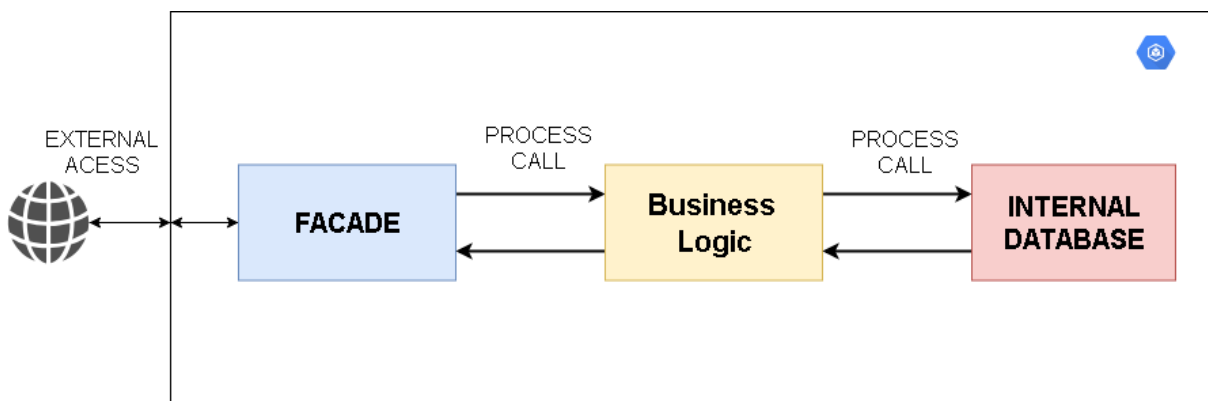 EXTERNAL
ACESS
FACADE
PROCESS
CALL
Business
Logic
PROCESS
CALL
INTERNAL
DATABASE